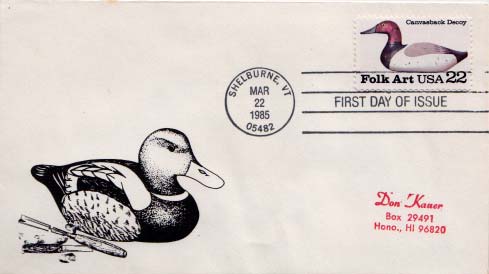 Canvasback Decoy
Folk Art USA 22
SHELBURNE, VT
MAR
22
1985
05482
FIRST DAY OF ISSUE
Don Kauer
Box 29491
Hono., HI 96820